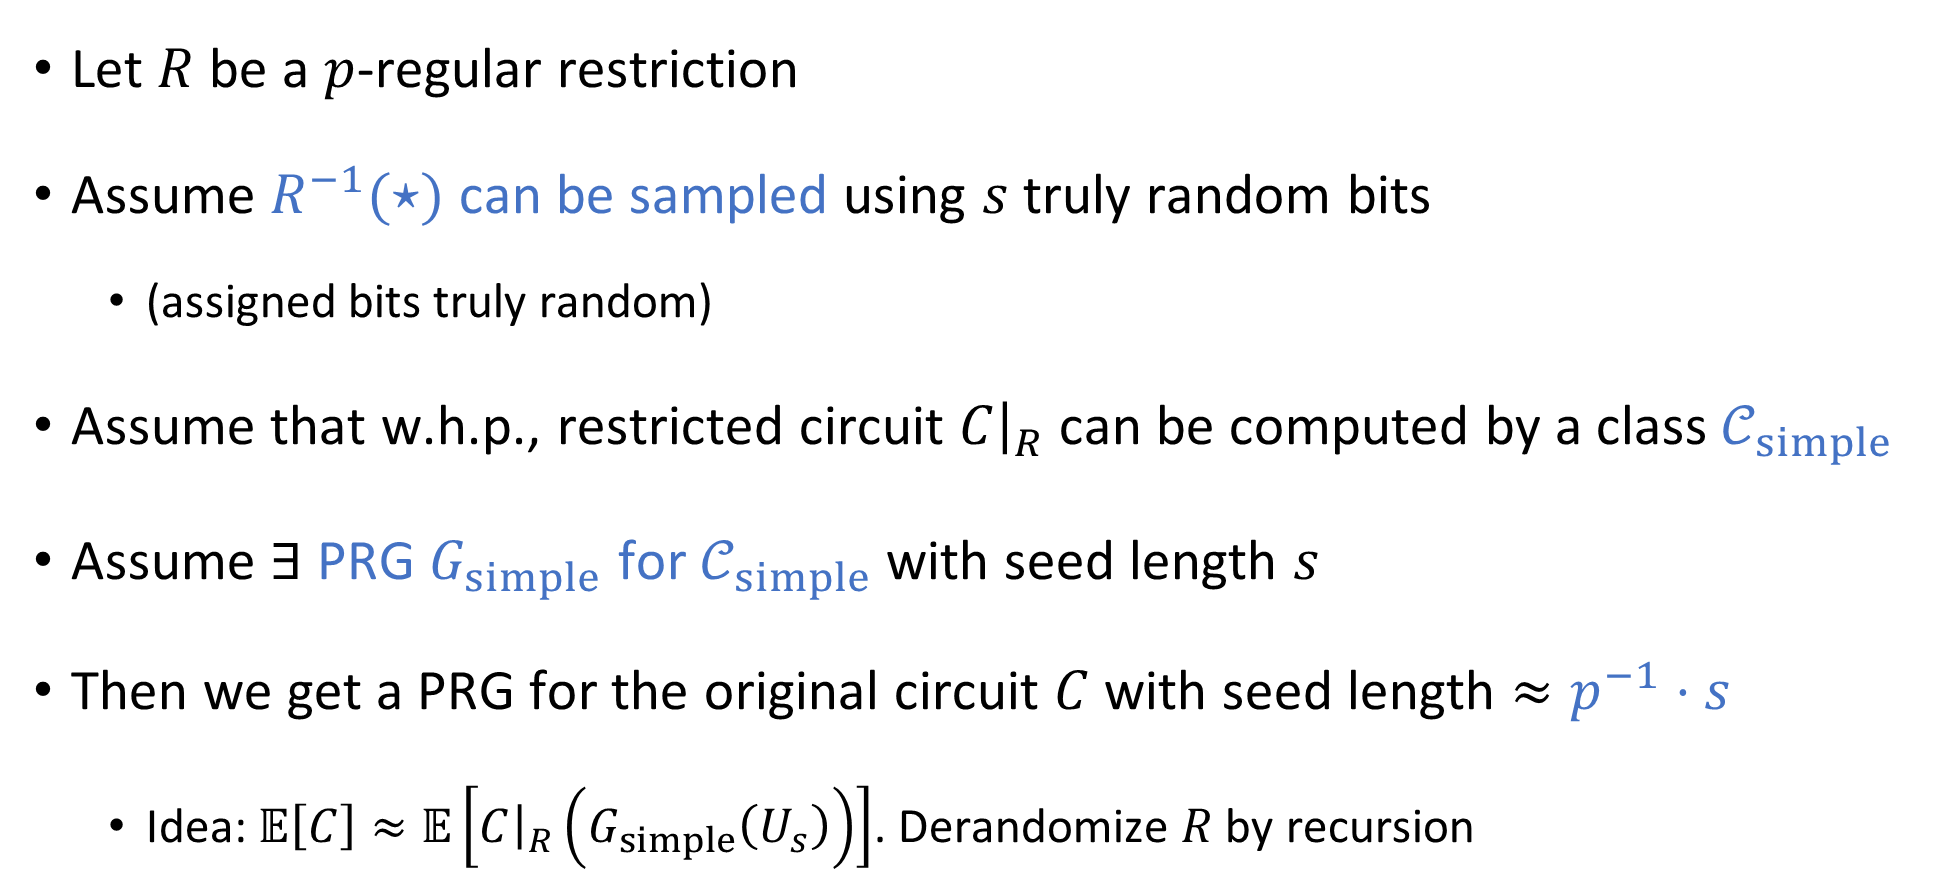 • Let 𝑅 be a 𝑝-regular restriction
• Assume 𝑅⁻¹(⋆) can be sampled using 𝑠 truly random bits
• (assigned bits truly random)
• Assume that w.h.p., restricted circuit 𝐶|_𝑅 can be computed by a class 𝒞_simple
• Assume ∃ PRG 𝐺_simple for 𝒞_simple with seed length 𝑠
• Then we get a PRG for the original circuit 𝐶 with seed length ≈ 𝑝⁻¹ · 𝑠
• Idea: 𝔼[𝐶] ≈ 𝔼[𝐶|_𝑅(𝐺_simple(𝑈_𝑠))]. Derandomize 𝑅 by recursion